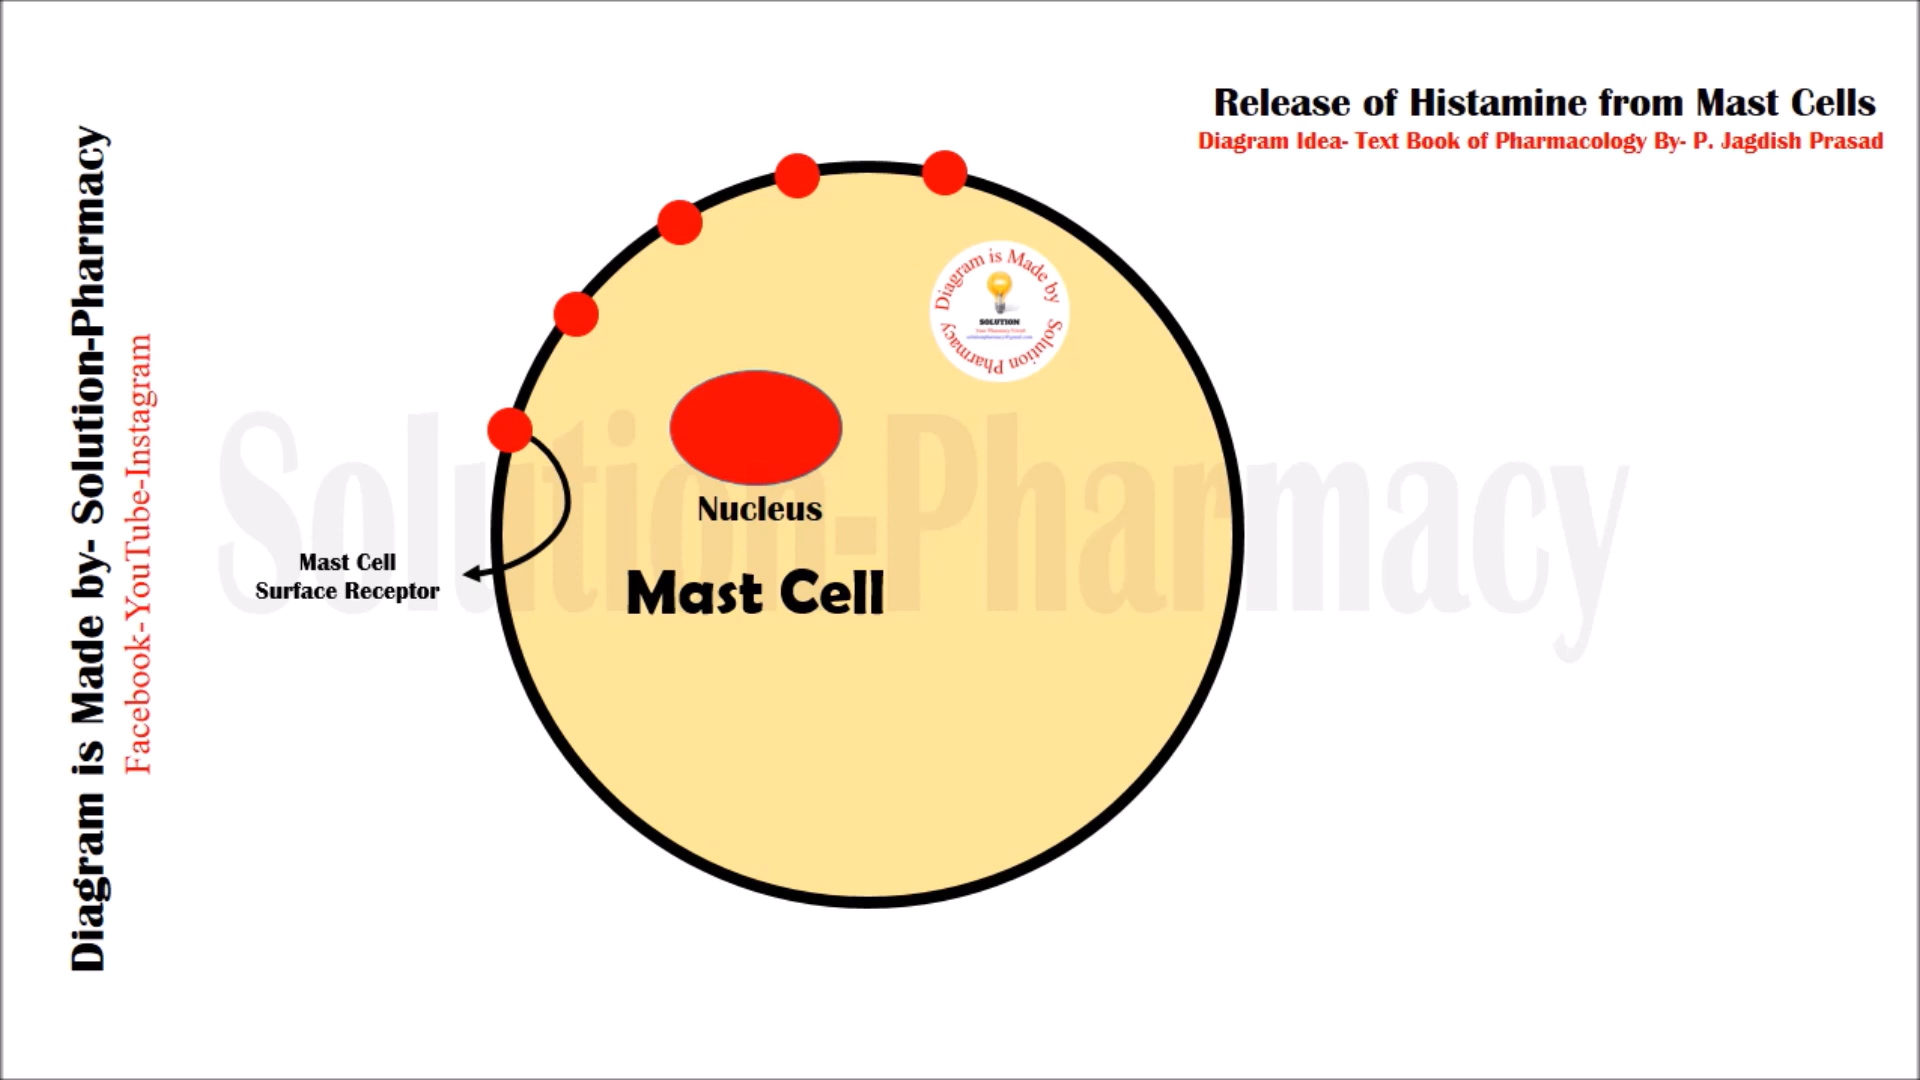 Release of Histamine from Mast Cells
Diagram Idea- Text Book of Pharmacology By- P. Jagdish Prasad
Diagram is Made by- Solution-Pharmacy
Facebook-YouTube-Instagram
Diagram is Made by
Solution Pharmacy
SOLUTION
Nucleus
Mast Cell
Surface Receptor
Mast Cell
Solution-Pharmacy